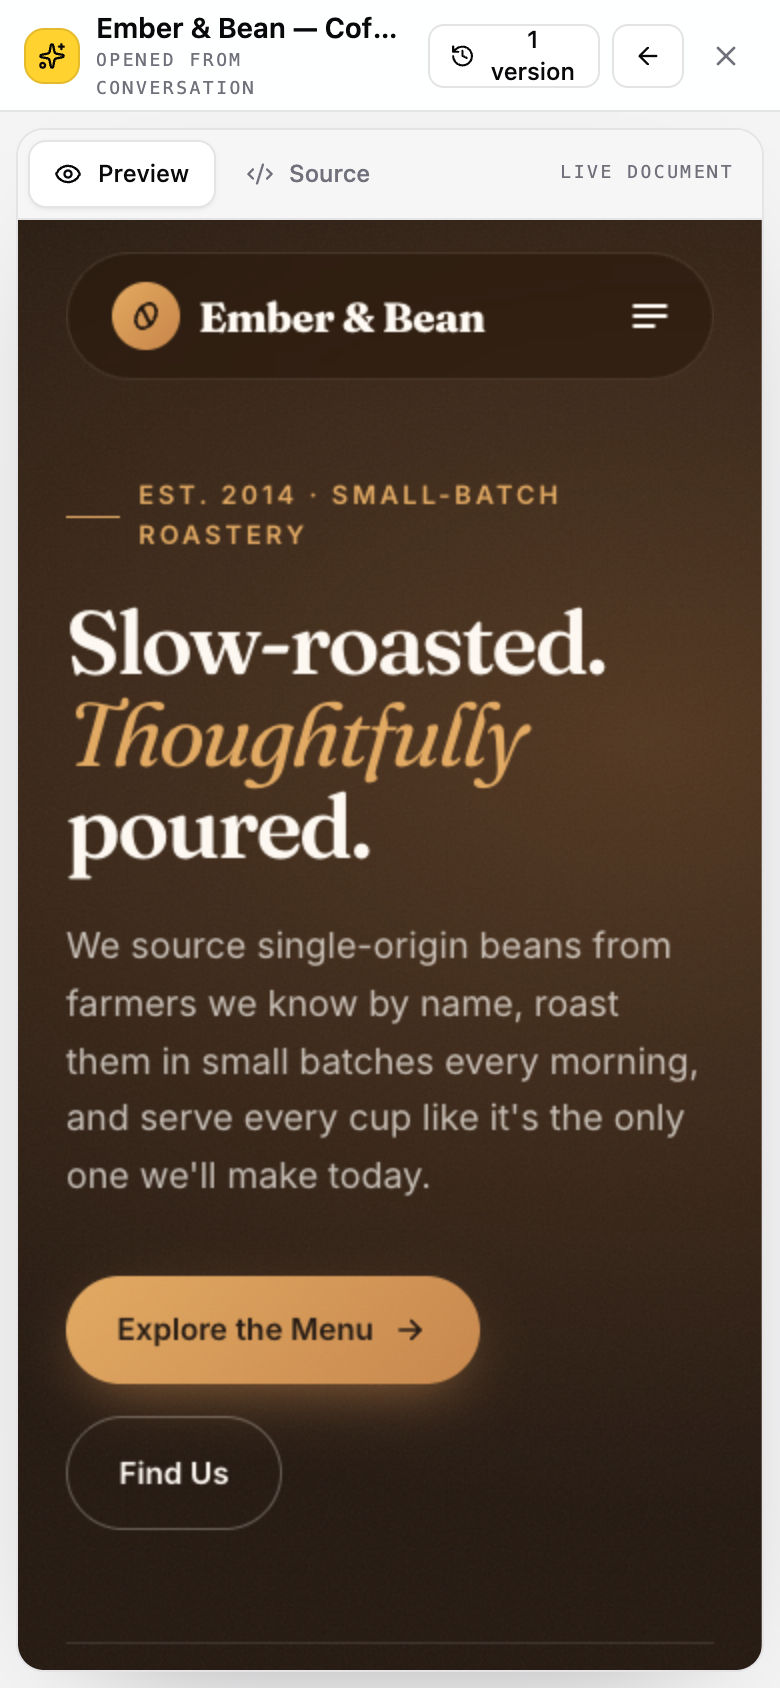 Ember & Bean — Cof...
OPENED FROM
CONVERSATION
1
version
Preview
</> Source
LIVE DOCUMENT
Ember & Bean
EST. 2014 · SMALL-BATCH
ROASTERY
Slow-roasted.
Thoughtfully
poured.
We source single-origin beans from
farmers we know by name, roast
them in small batches every morning,
and serve every cup like it's the only
one we'll make today.
Explore the Menu →
Find Us